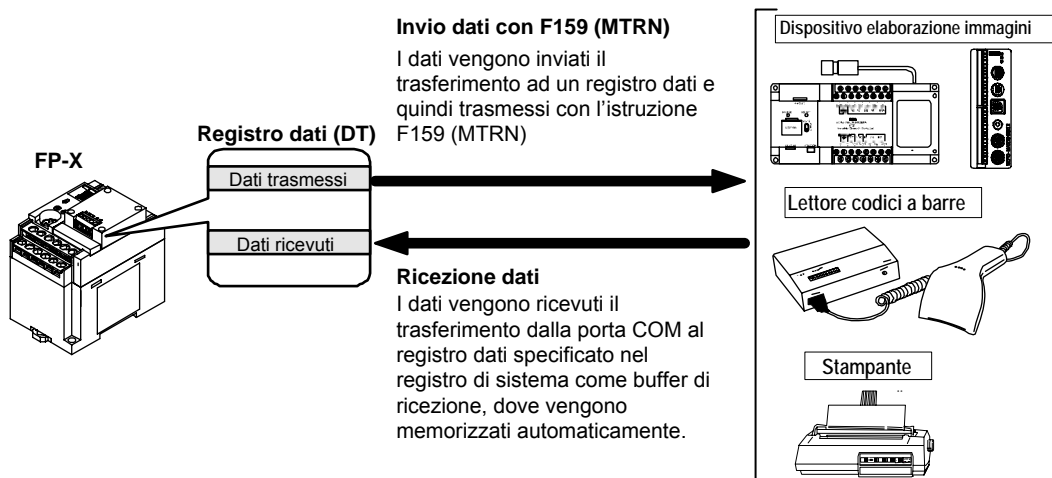 Invio dati con F159 (MTRN)
I dati vengono inviati il
trasferimento ad un registro dati e
quindi trasmessi con l'istruzione
F159 (MTRN)
Registro dati (DT)
FP-X
Dati trasmessi
Dati ricevuti
Ricezione dati
I dati vengono ricevuti il
trasferimento dalla porta COM al
registro dati specificato nel
registro di sistema come buffer di
ricezione, dove vengono
memorizzati automaticamente.
Dispositivo elaborazione immagini
Lettore codici a barre
Stampante